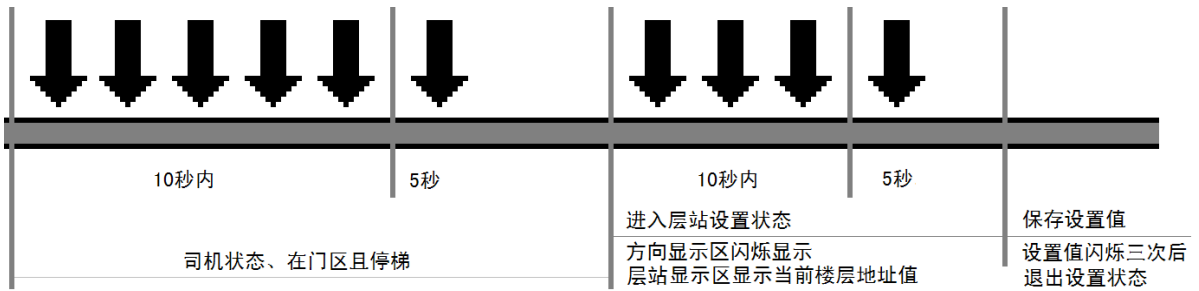 10秒内
5秒
10秒内
5秒
进入层站设置状态
保存设置值
司机状态、在门区且停梯
方向显示区闪烁显示
层站显示区显示当前楼层地址值
设置值闪烁三次后
退出设置状态